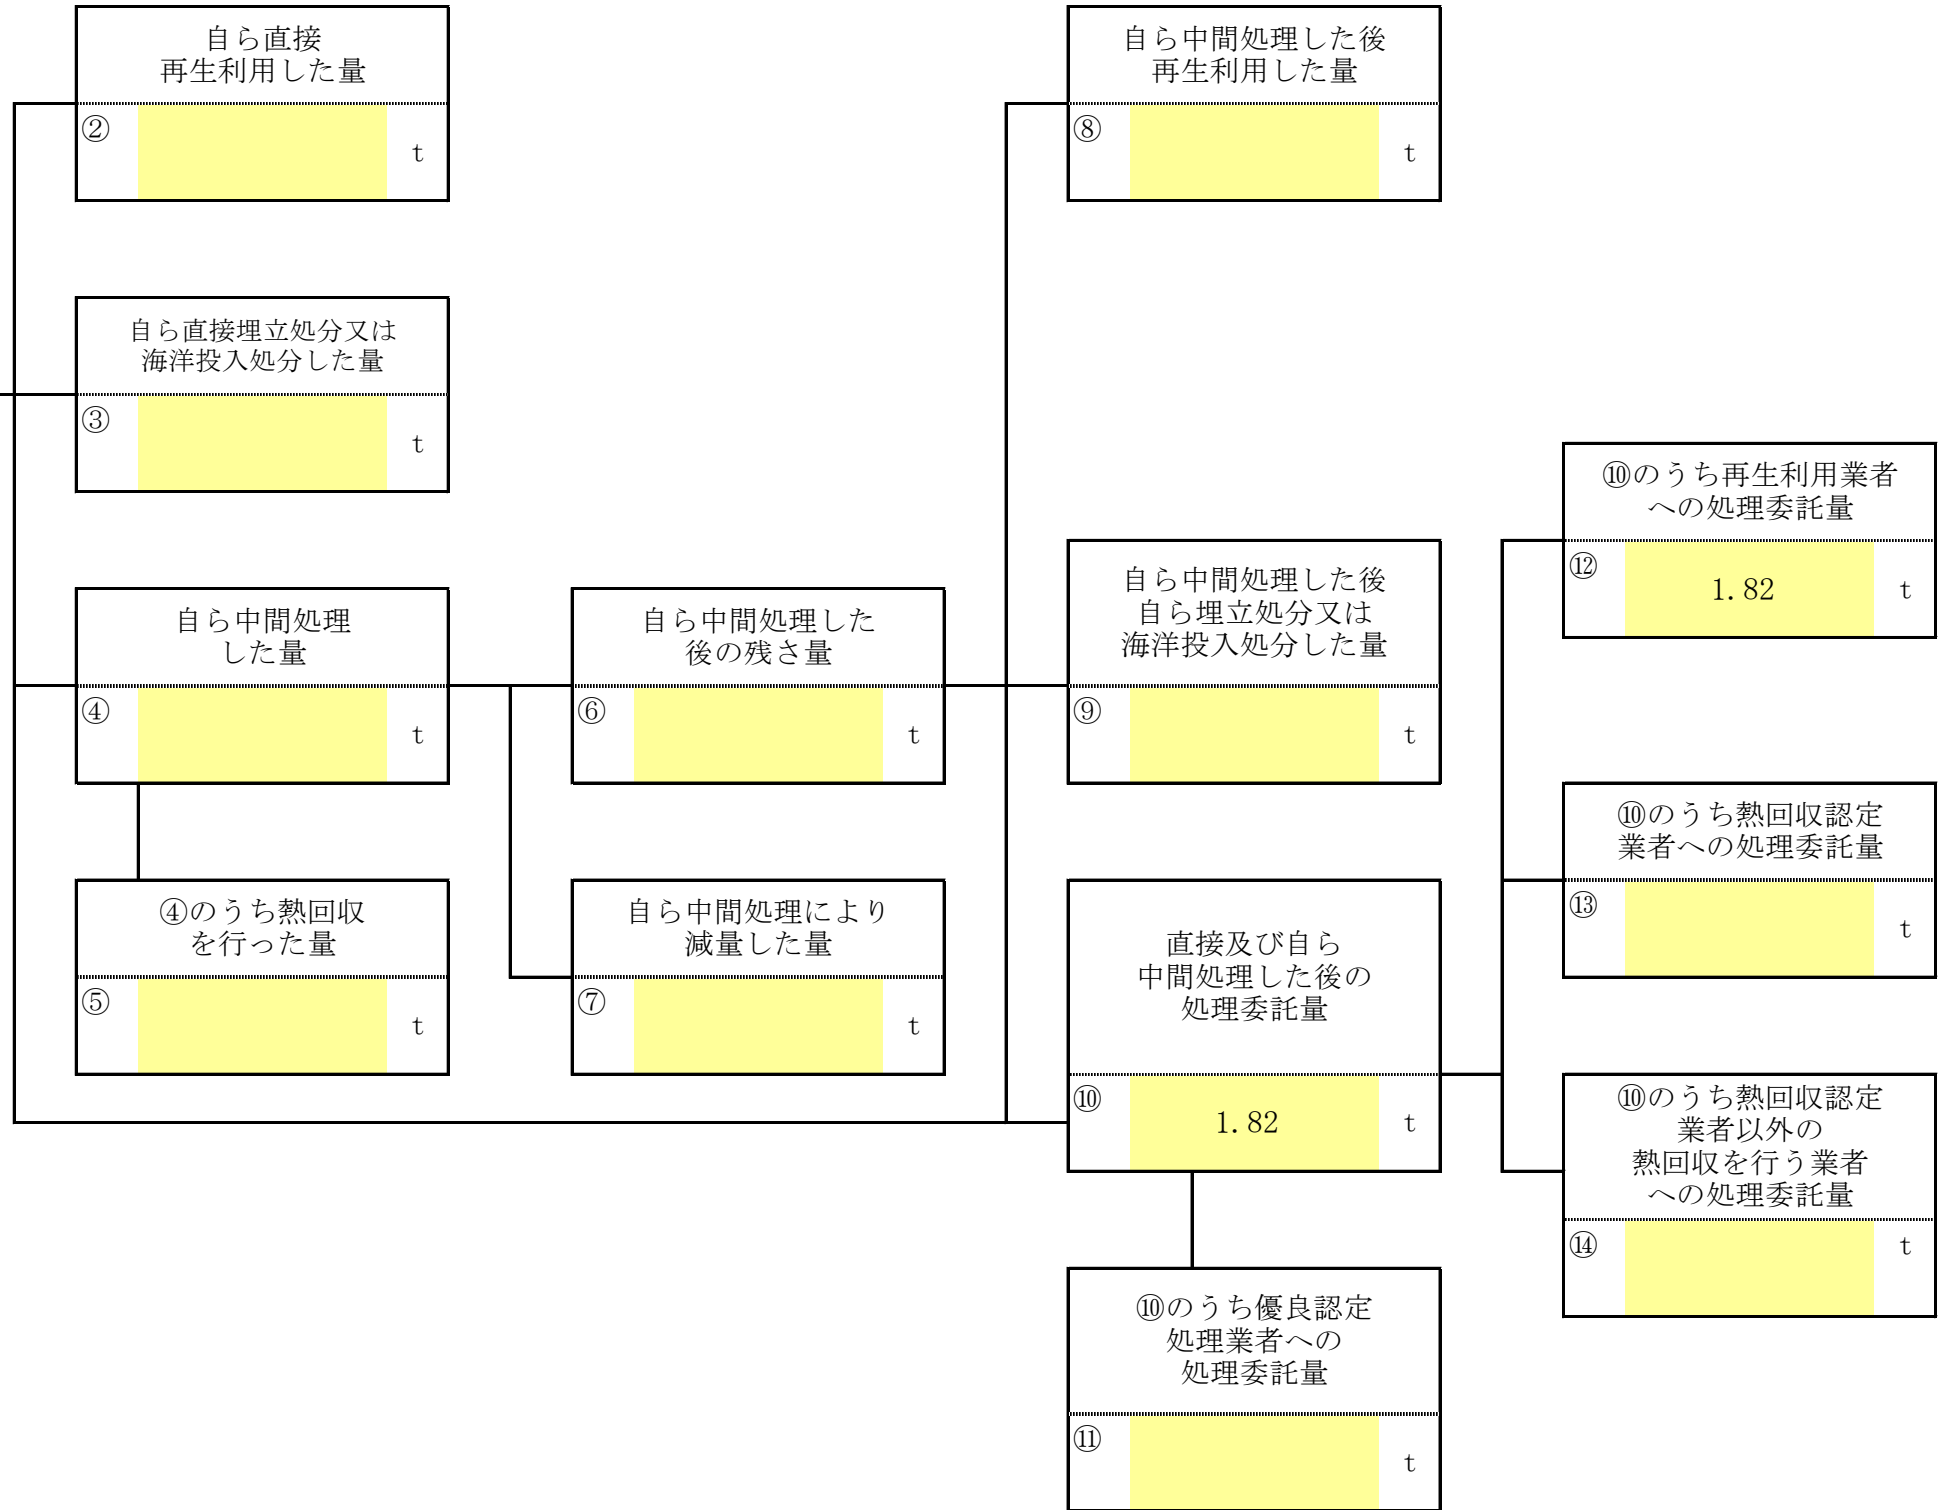 自ら直接
再生利用した量
② t
自ら中間処理した後
再生利用した量
⑧ t
自ら直接埋立処分又は
海洋投入処分した量
③ t
⑩のうち再生利用業者
への処理委託量
⑫ 1.82 t
自ら中間処理
した量
④ t
自ら中間処理した
後の残さ量
⑥ t
自ら中間処理した後
自ら埋立処分又は
海洋投入処分した量
⑨ t
⑩のうち熱回収認定
業者への処理委託量
⑬ t
④のうち熱回収
を行った量
⑤ t
自ら中間処理により
減量した量
⑦ t
直接及び自ら
中間処理した後の
処理委託量
⑩ 1.82 t
⑩のうち熱回収認定
業者以外の
熱回収を行う業者
への処理委託量
⑭ t
⑩のうち優良認定
処理業者への
処理委託量
⑪ t